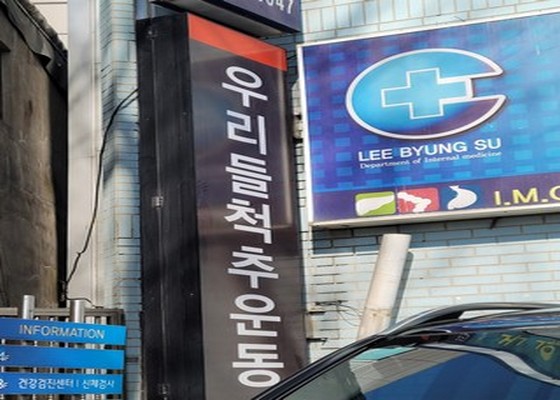 047
우리들척추운동
LEE BYUNG SU
Department of Internal medicine
I.M.C
INFORMATION
건강검진센터 | 신체검사